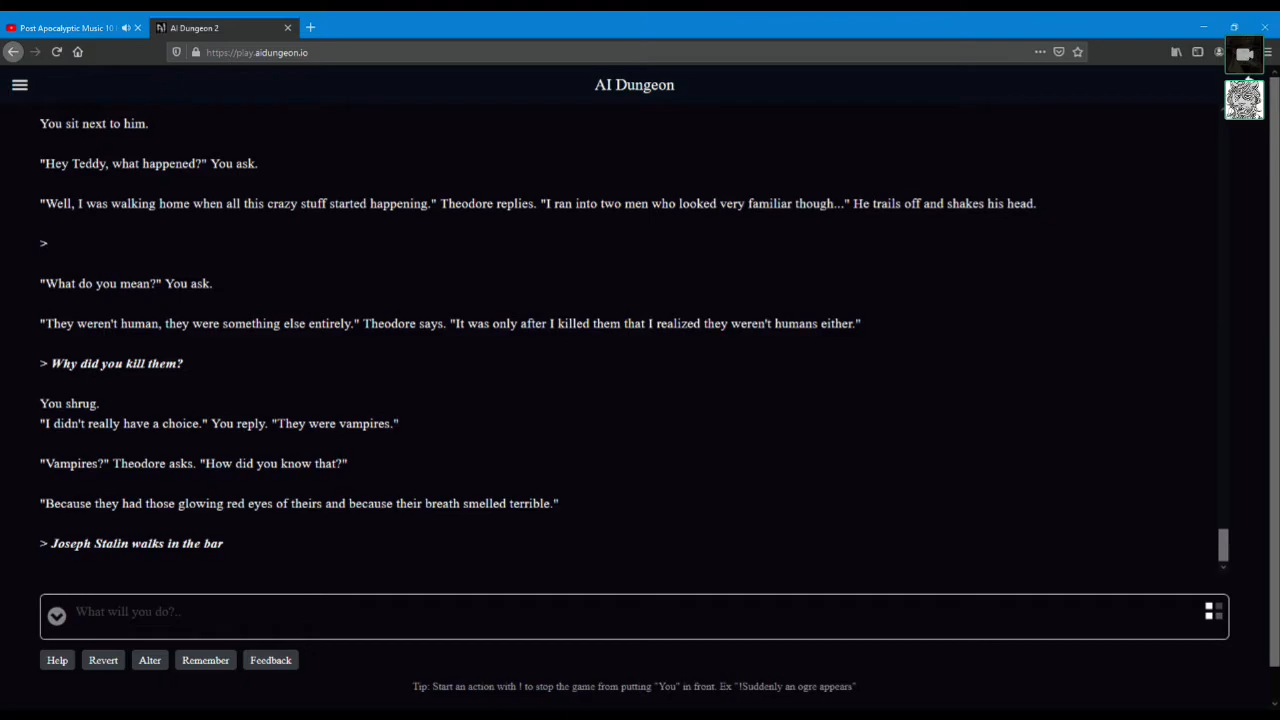 Post Apocalyptic Music 10
AI Dungeon 2
https://play.aidungeon.io
AI Dungeon
You sit next to him.
"Hey Teddy, what happened?" You ask.
"Well, I was walking home when all this crazy stuff started happening." Theodore replies. "I ran into two men who looked very familiar though..." He trails off and shakes his head.
>
"What do you mean?" You ask.
"They weren't human, they were something else entirely." Theodore says. "It was only after I killed them that I realized they weren't humans either."
> Why did you kill them?
You shrug.
"I didn't really have a choice." You reply. "They were vampires."
"Vampires?" Theodore asks. "How did you know that?"
"Because they had those glowing red eyes of theirs and because their breath smelled terrible."
> Joseph Stalin walks in the bar
What will you do?..
Help Revert Alter Remember Feedback
Tip: Start an action with ! to stop the game from putting "You" in front. Ex "!Suddenly an ogre appears"